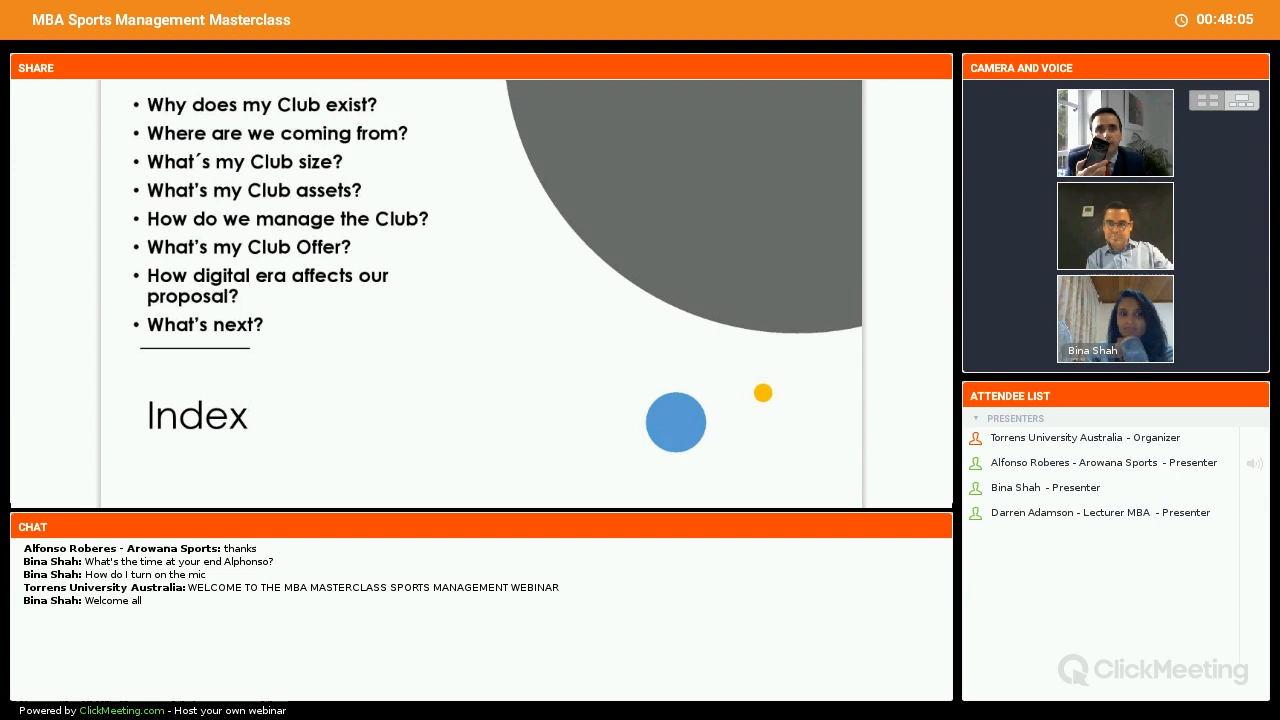 MBA Sports Management Masterclass
00:48:05
SHARE
• Why does my Club exist?
• Where are we coming from?
• What´s my Club size?
• What's my Club assets?
• How do we manage the Club?
• What's my Club Offer?
• How digital era affects our
proposal?
• What's next?
Index
CAMERA AND VOICE
Bina Shah
ATTENDEE LIST
PRESENTERS
Torrens University Australia - Organizer
Alfonso Roberes - Arowana Sports - Presenter
Bina Shah - Presenter
Darren Adamson - Lecturer MBA - Presenter
ClickMeeting
CHAT
Alfonso Roberes - Arowana Sports: thanks
Bina Shah: What's the time at your end Alphonso?
Bina Shah: How do I turn on the mic
Torrens University Australia: WELCOME TO THE MBA MASTERCLASS SPORTS MANAGEMENT WEBINAR
Bina Shah: Welcome all
Powered by ClickMeeting.com - Host your own webinar